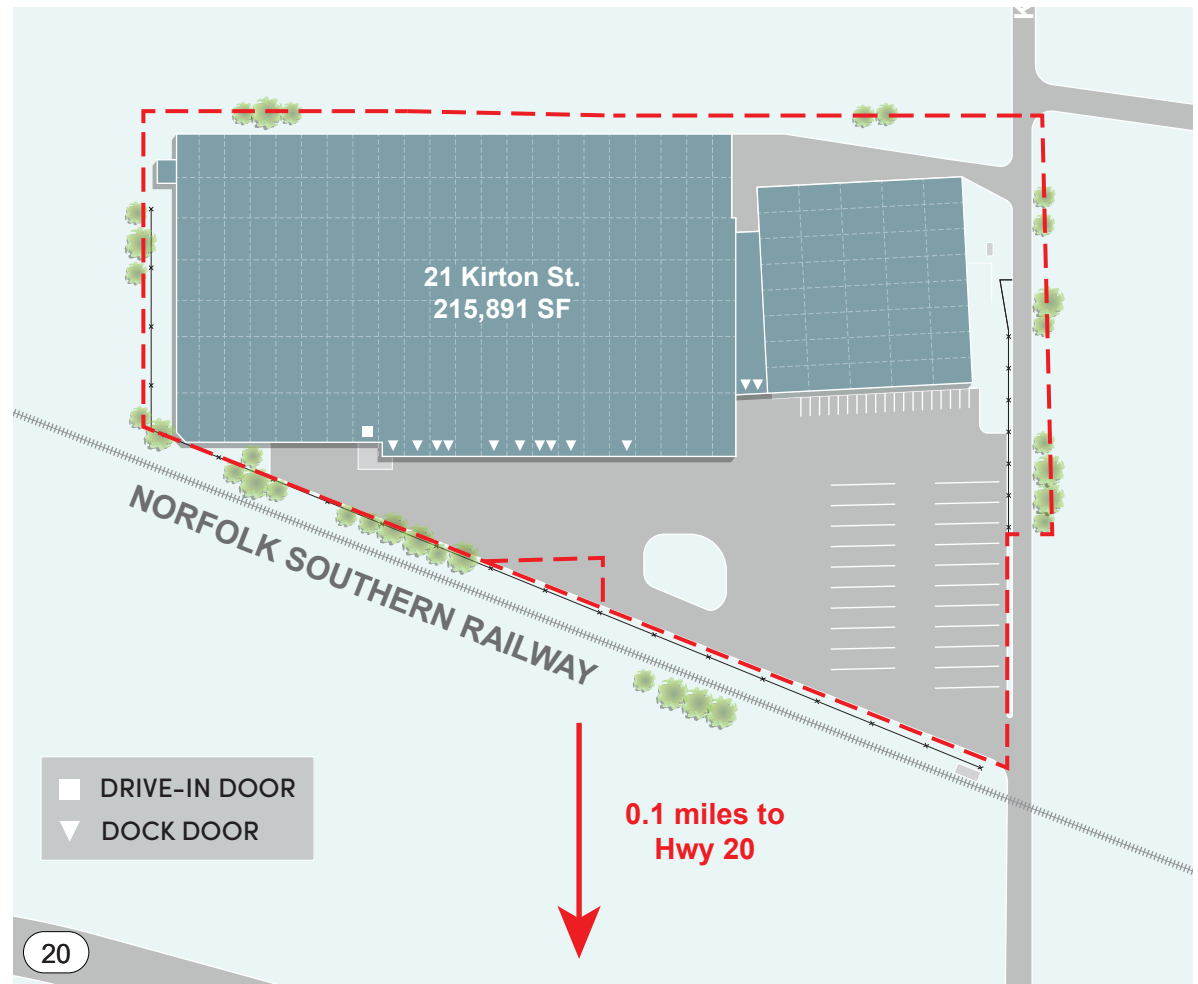 21 Kirton St.
215,891 SF
NORFOLK SOUTHERN RAILWAY
DRIVE-IN DOOR
DOCK DOOR
0.1 miles to
Hwy 20
20